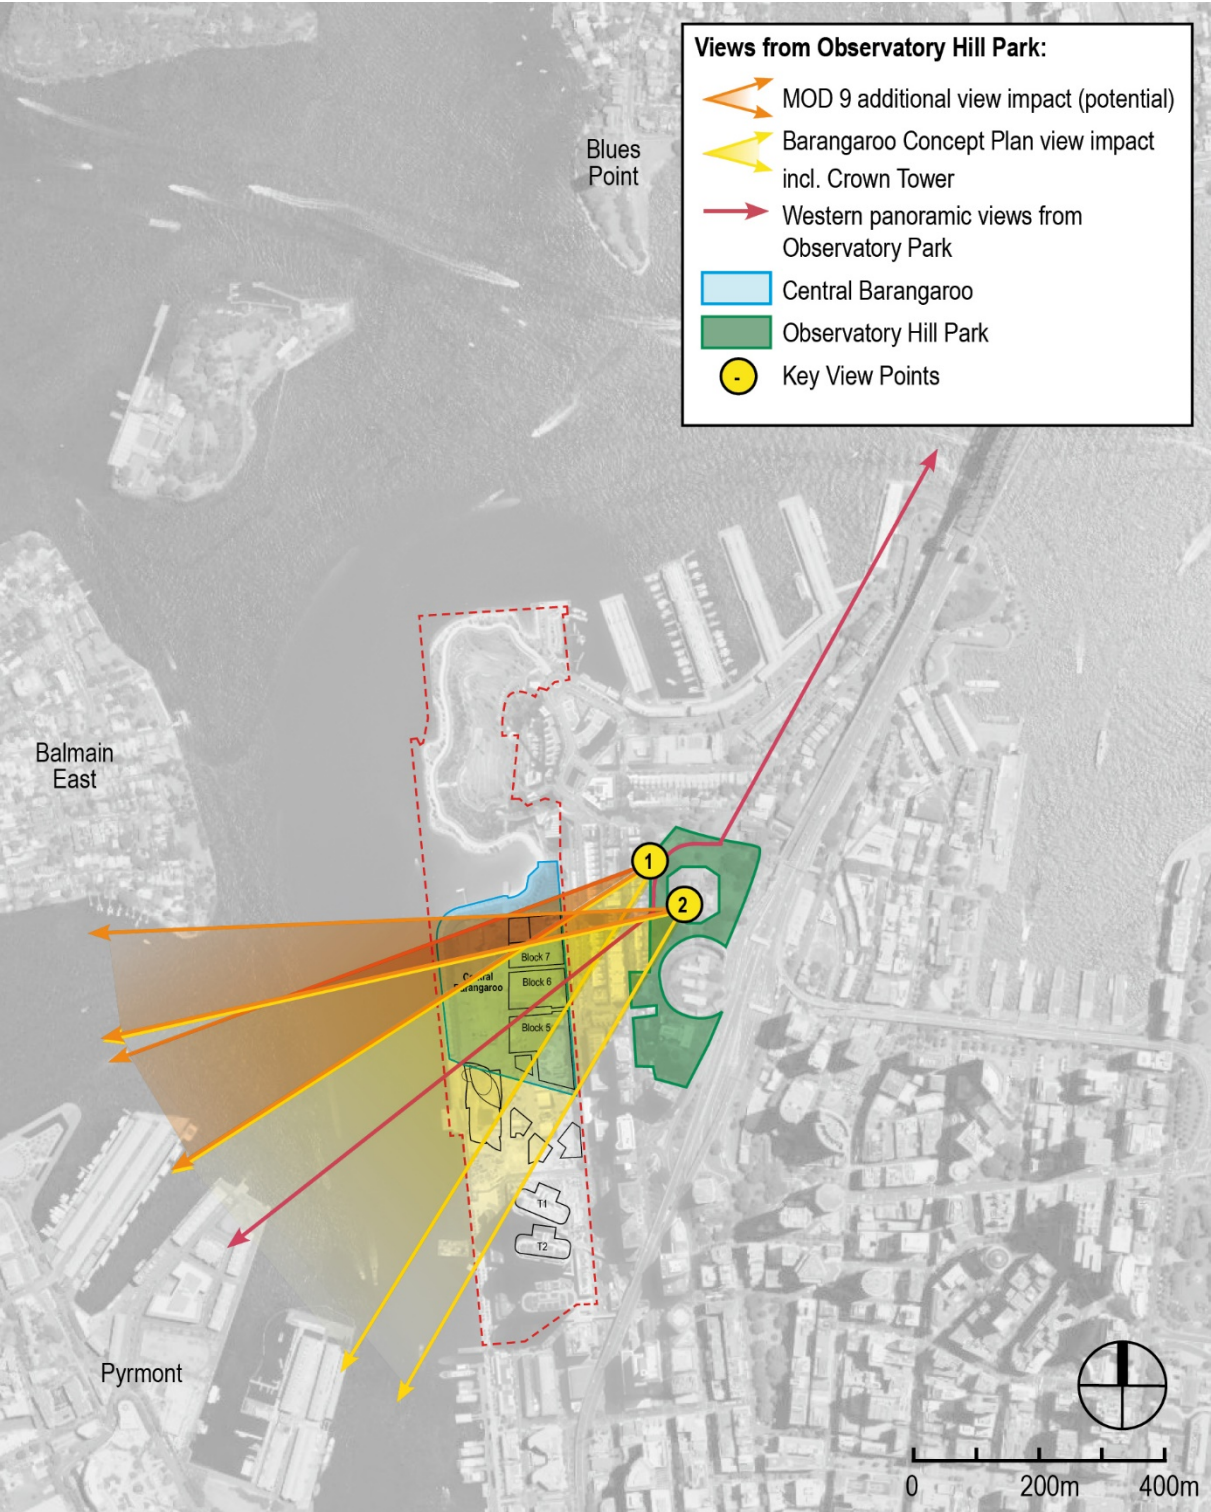 Views from Observatory Hill Park:
MOD 9 additional view impact (potential)
Barangaroo Concept Plan view impact
incl. Crown Tower
Western panoramic views from
Observatory Park
Central Barangaroo
Observatory Hill Park
-
Key View Points
Blues
Point
Balmain
East
1
2
Block 7
Central
Barangaroo
Block 6
Block 5
T1
T2
Pyrmont
0
200m
400m